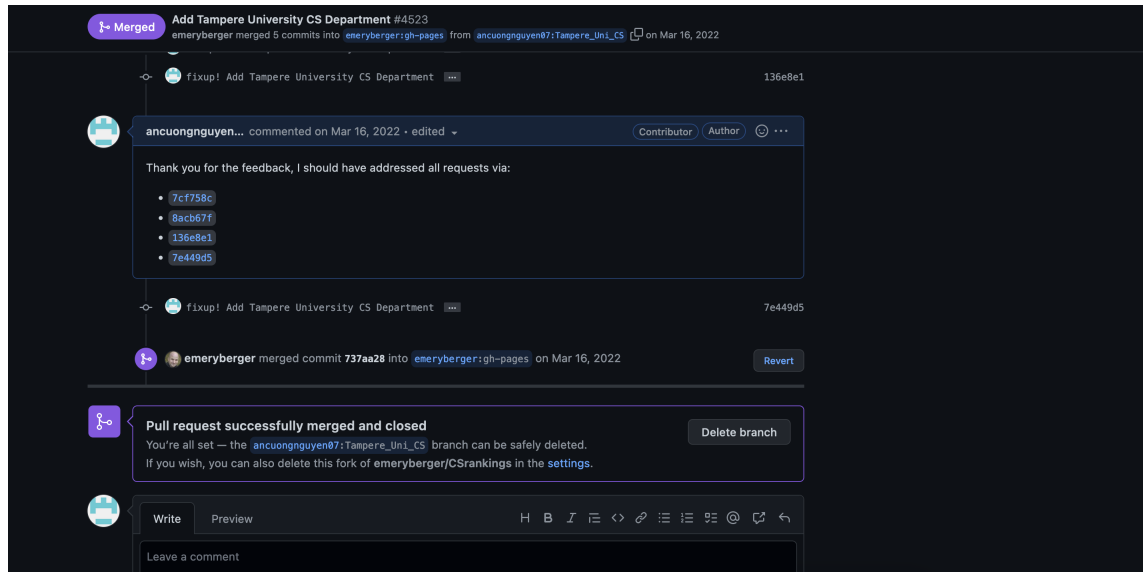 Merged
Add Tampere University CS Department #4523
emeryberger merged 5 commits into emeryberger:gh-pages from ancuongnguyen07:Tampere_Uni_CS on Mar 16, 2022
fixup! Add Tampere University CS Department ... 136e8e1
ancuongnguyen... commented on Mar 16, 2022 • edited Contributor Author ...
Thank you for the feedback, I should have addressed all requests via:
• 7cf758c
• 8acb67f
• 136e8e1
• 7e449d5
fixup! Add Tampere University CS Department ... 7e449d5
emeryberger merged commit 737aa28 into emeryberger:gh-pages on Mar 16, 2022 Revert
Pull request successfully merged and closed
You're all set — the ancuongnguyen07:Tampere_Uni_CS branch can be safely deleted.
If you wish, you can also delete this fork of emeryberger/CSrankings in the settings.
Delete branch
Write Preview H B I <> @
Leave a comment